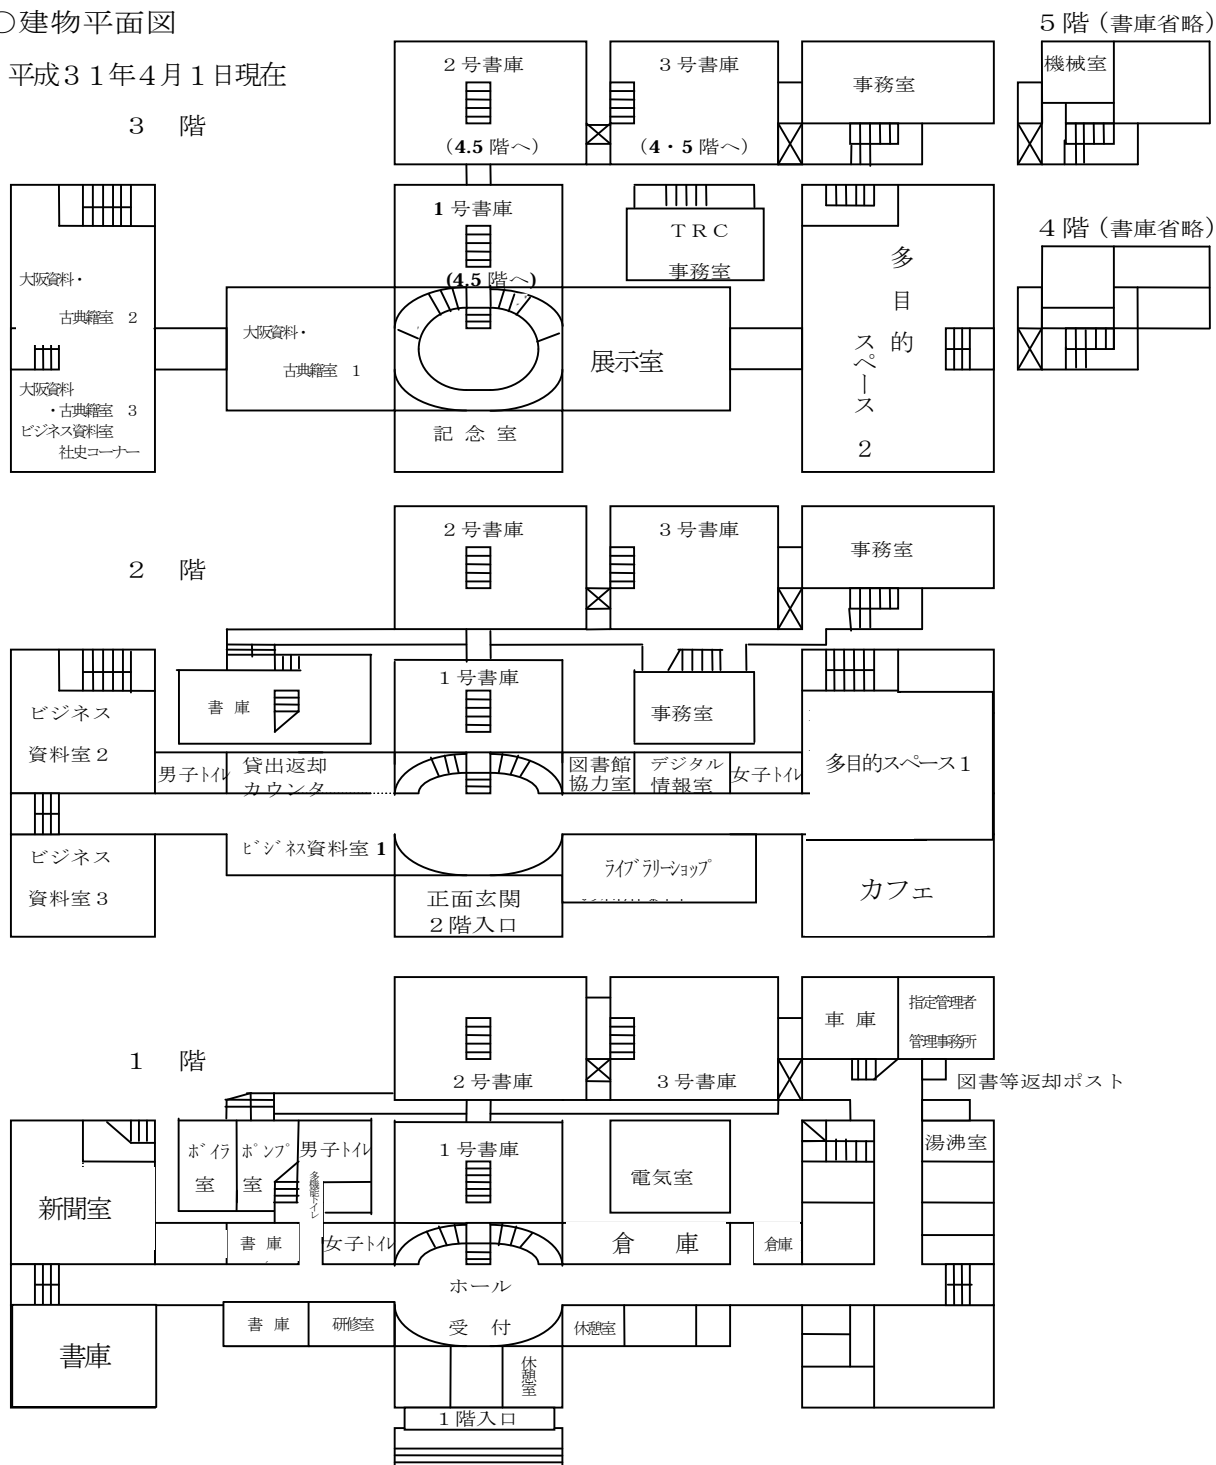 ○建物平面図
平成３１年４月１日現在
５階（書庫省略）
機械室
３　階
２号書庫
(4.5階へ)
３号書庫
(4・5階へ)
事務室
１号書庫
(4.5階へ)
ＴＲＣ
事務室
４階（書庫省略）
大阪資料・
古典籍室　２
大阪資料
・古典籍室　３
ビジネス資料室
社史コーナー
大阪資料・
古典籍室　１
展示室
記念室
多目的
スペース２
２　階
２号書庫
３号書庫
事務室
ビジネス
資料室２
書庫
１号書庫
事務室
男子トイレ
貸出返却
カウンタ
図書館
協力室
デジタル
情報室
女子トイレ
多目的スペース１
ビジネス
資料室３
ビジネス資料室1
正面玄関
２階入口
ライブラリーショップ
カフェ
１　階
２号書庫
３号書庫
車庫
指定管理者
管理事務所
図書等返却ポスト
新聞室
ボイラ
室
ポンプ
室
男子トイレ
多機能トイレ
１号書庫
電気室
湯沸室
書庫
女子トイレ
倉　庫
倉庫
ホール
書庫
書庫
研修室
受　付
休憩室
休憩室
１階入口